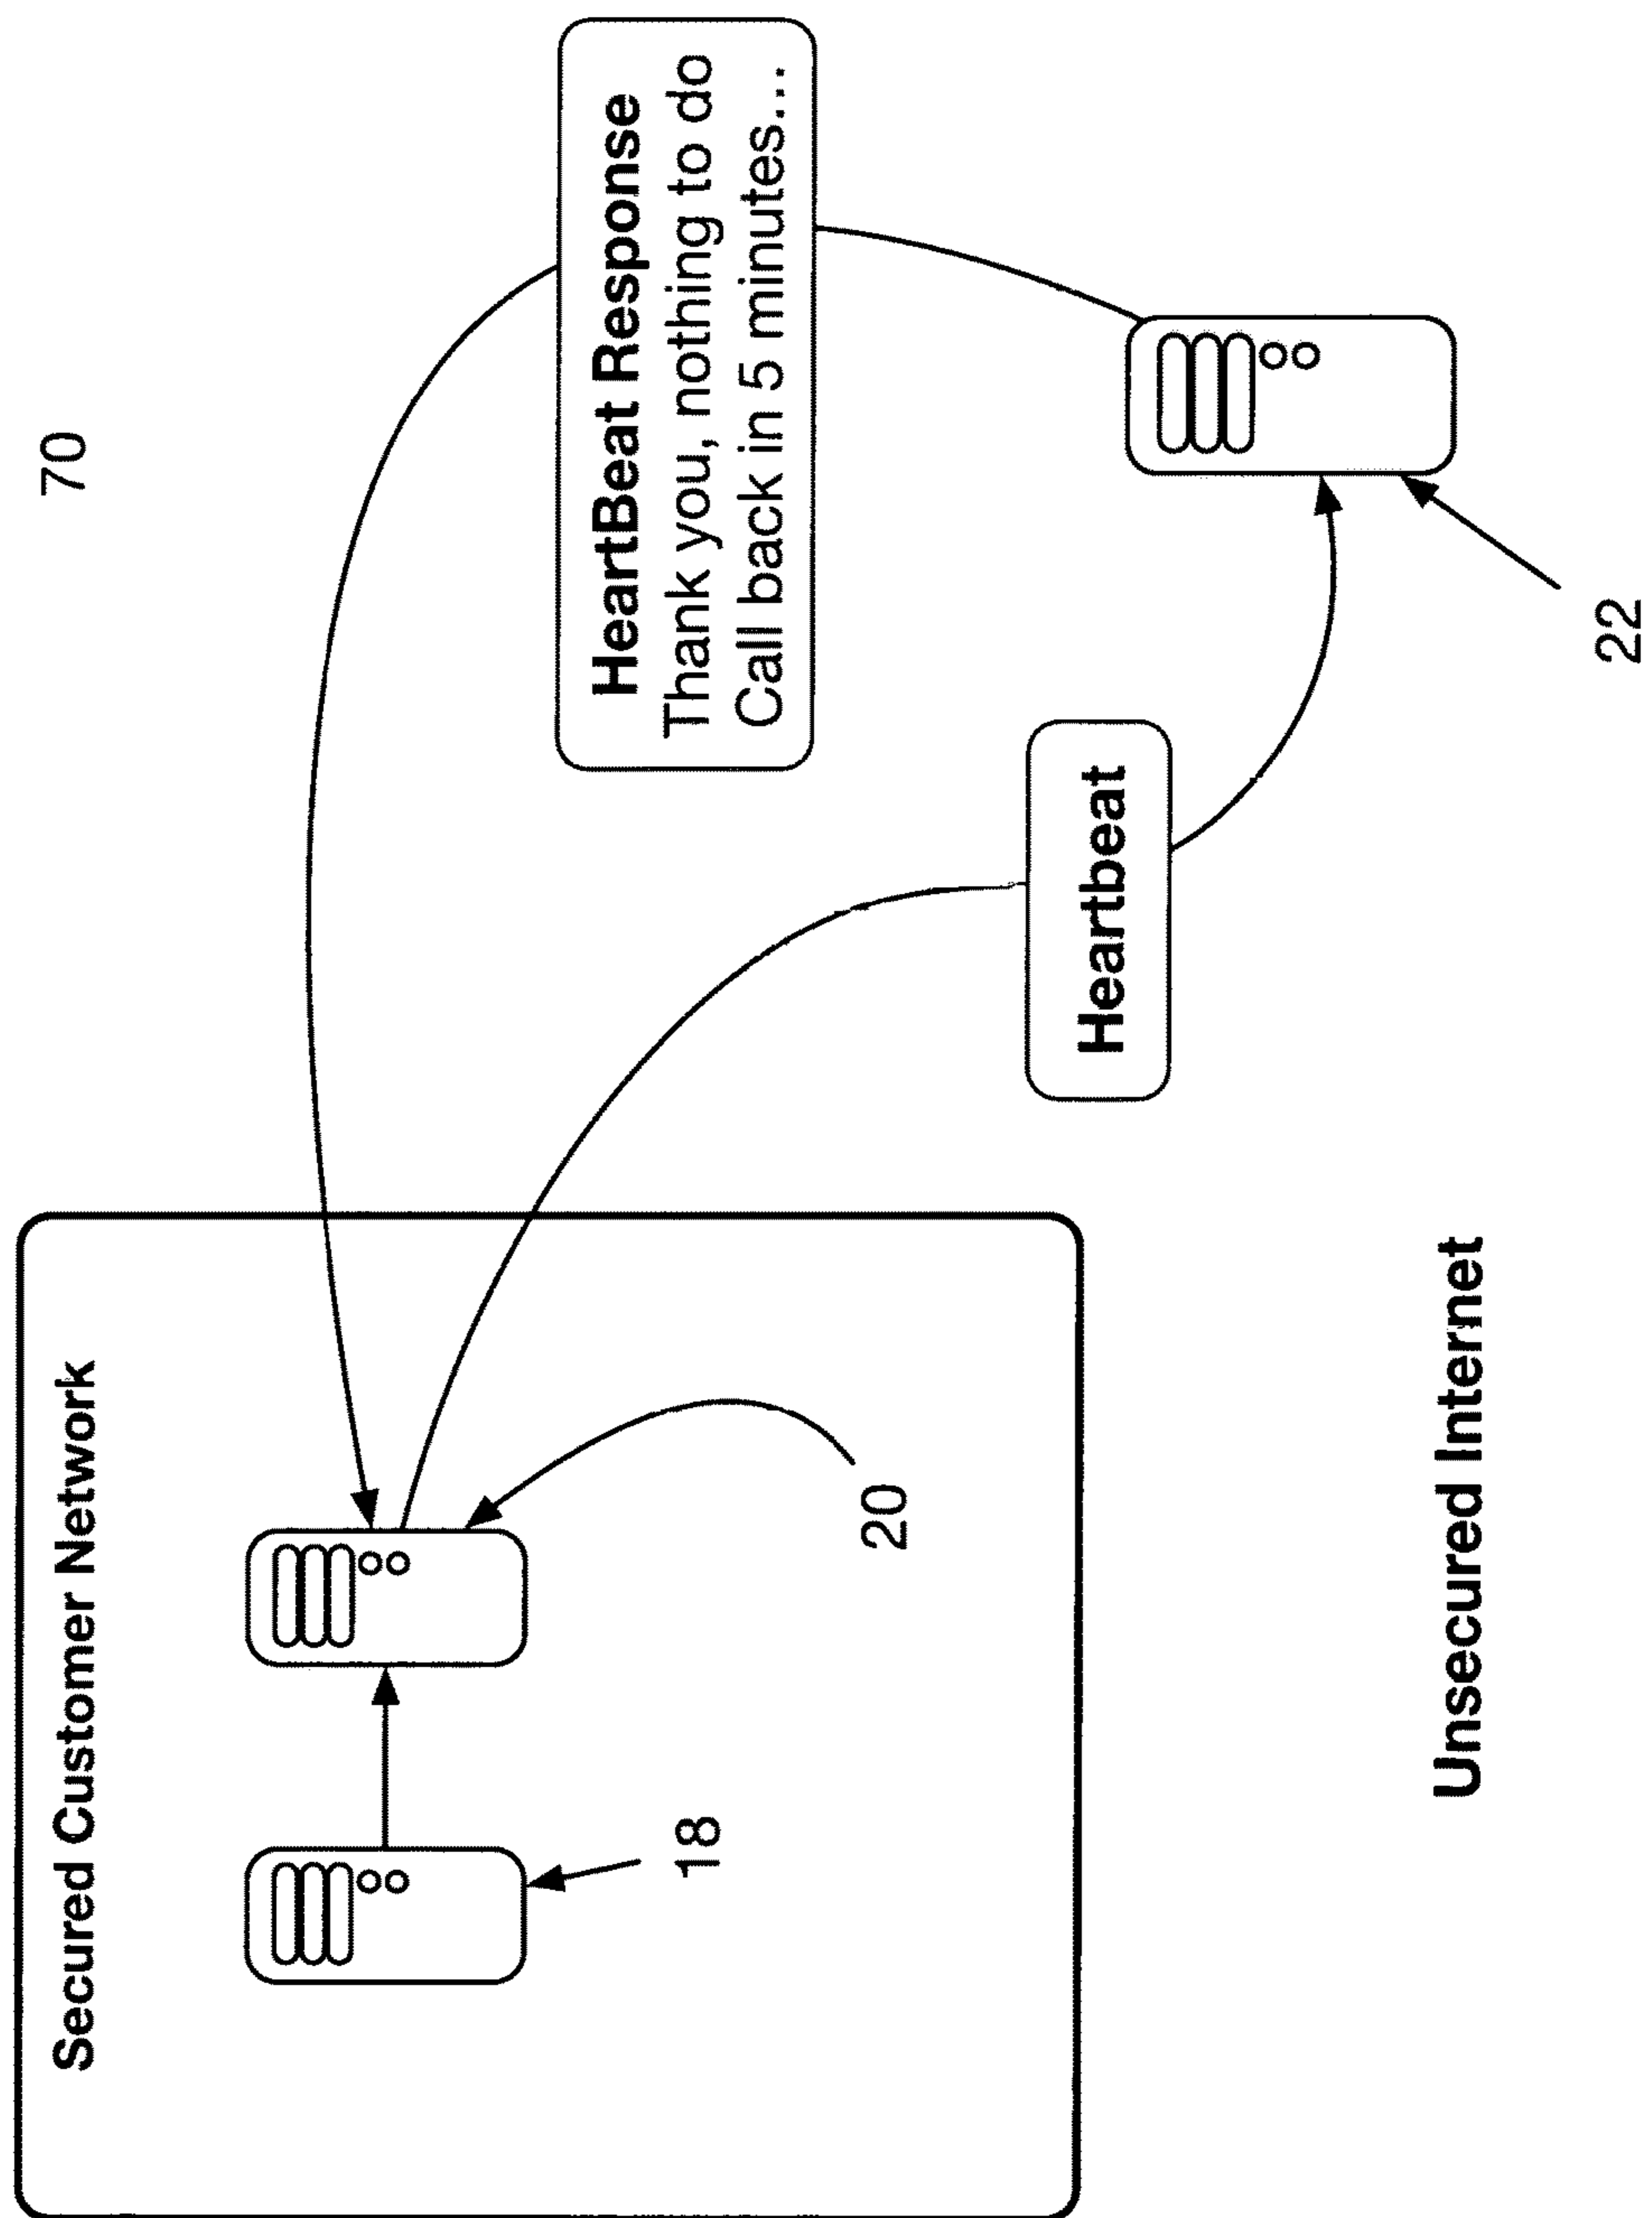 70
Secured Customer Network
HeartBeat Response
Thank you, nothing to do
Call back in 5 minutes...
18
20
Heartbeat
22
Unsecured Internet